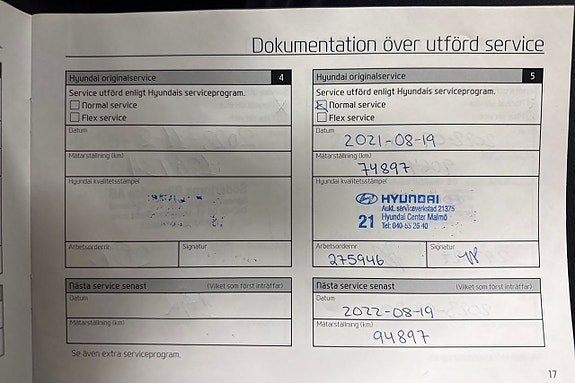 Dokumentation över utförd service
Hyundai originalservice 4
Service utförd enligt Hyundais serviceprogram.
Normal service
Flex service
Datum
Mätarställning (km)
Hyundai kvalitetsstämpel
Arbetsordernr
Signatur
Nästa service senast (Vilket som först inträffar)
Datum
Mätarställning (km)
Se även extra serviceprogram.
Hyundai originalservice 5
Service utförd enligt Hyundais serviceprogram.
Normal service
Flex service
Datum
2021-08-19
Mätarställning (km)
74897
Hyundai kvalitetsstämpel
HYUNDAI
Aukt. serviceverkstad 21375
21 Hyundai Center Malmö
Tel: 040-55 26 40
Arbetsordernr
275946
Signatur
Nästa service senast (Vilket som först inträffar)
Datum
2022-08-19
Mätarställning (km)
94897
17